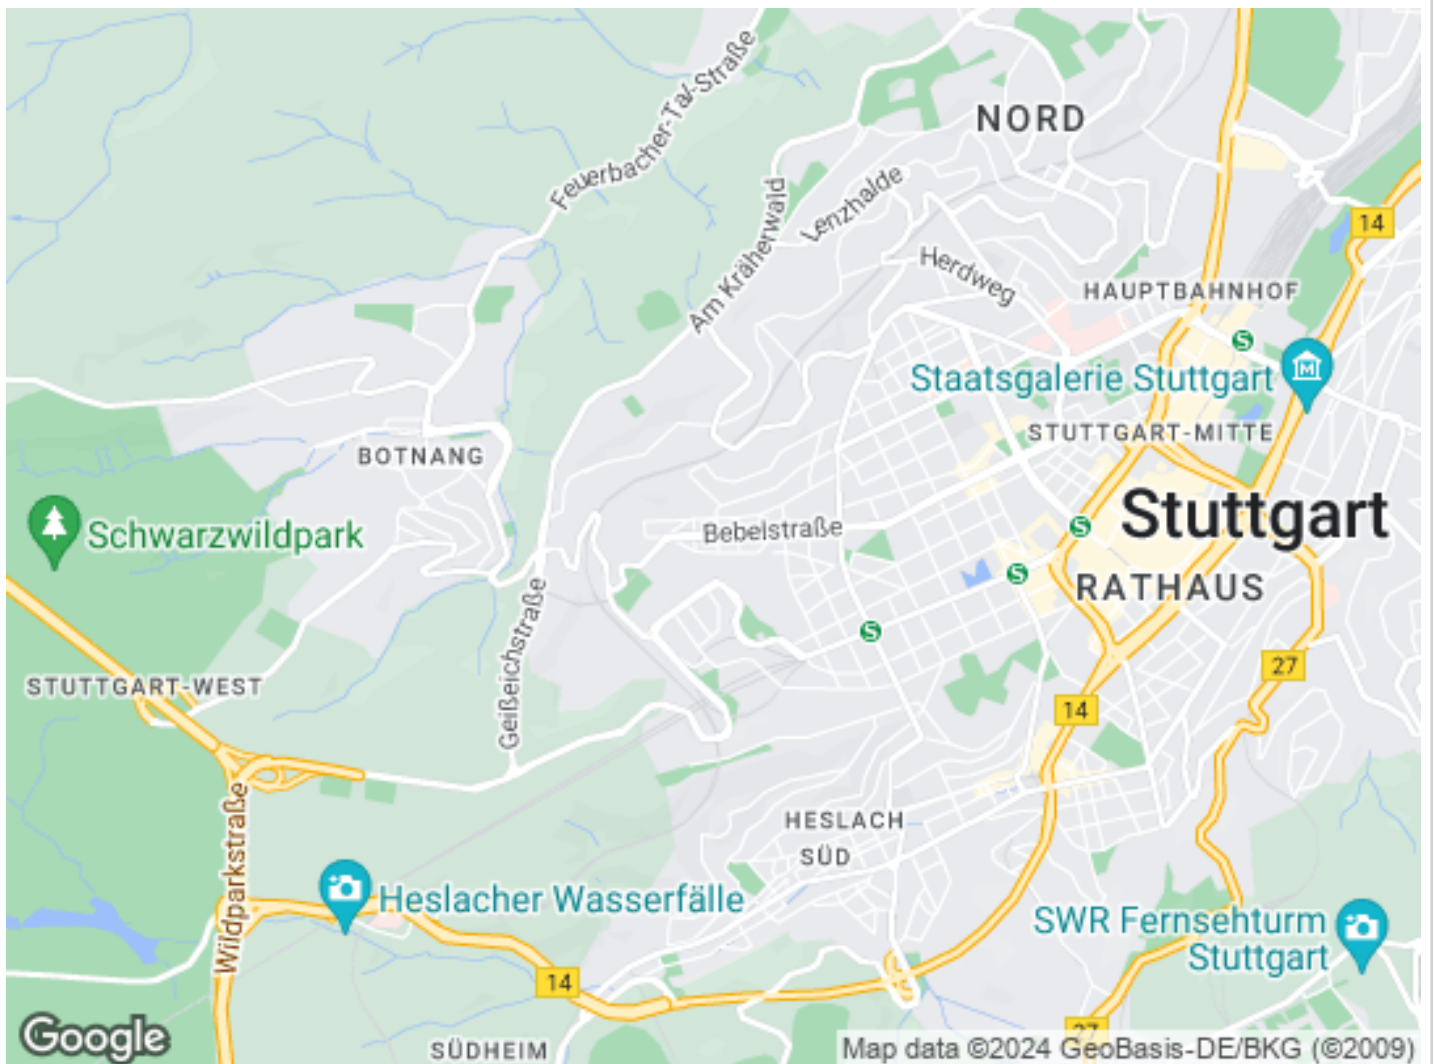 Feuerbacher-Tal-Straße
NORD
14
Lenzhalde
Am Kräherwald
Herdweg
HAUPTBAHNHOF
S
Staatsgalerie Stuttgart
M
STUTTGART-MITTE
BOTNANG
Stuttgart
Schwarzwildpark
Bebelstraße
S
S
RATHAUS
Geißeichstraße
S
27
STUTTGART-WEST
14
HESLACH
SÜD
Wildparkstraße
Heslacher Wasserfälle
SWR Fernsehturm
Stuttgart
14
27
Google
SÜDHEIM
Map data ©2024 GeoBasis-DE/BKG (©2009)